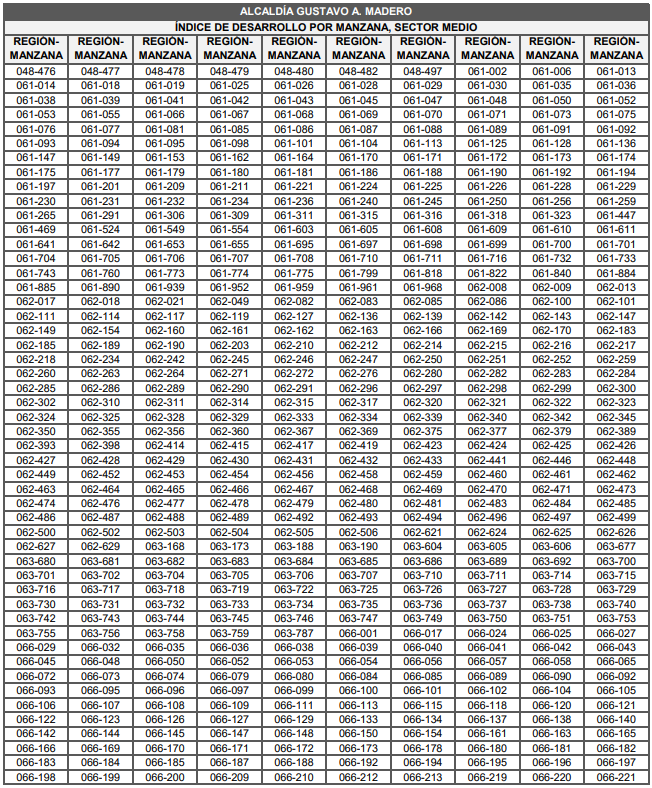 ALCALDÍA GUSTAVO A. MADERO
ÍNDICE DE DESARROLLO POR MANZANA, SECTOR MEDIO
REGIÓN- REGIÓN- REGIÓN- REGIÓN- REGIÓN- REGIÓN- REGIÓN- REGIÓN- REGIÓN- REGIÓN-
MANZANA MANZANA MANZANA MANZANA MANZANA MANZANA MANZANA MANZANA MANZANA MANZANA
048-476 048-477 048-478 048-479 048-480 048-482 048-497 061-002 061-006 061-013
061-014 061-018 061-019 061-025 061-026 061-028 061-029 061-030 061-035 061-036
061-038 061-039 061-041 061-042 061-043 061-045 061-047 061-048 061-050 061-052
061-053 061-055 061-066 061-067 061-068 061-069 061-070 061-071 061-073 061-075
061-076 061-077 061-081 061-085 061-086 061-087 061-088 061-089 061-091 061-092
061-093 061-094 061-095 061-098 061-101 061-104 061-113 061-125 061-128 061-136
061-147 061-149 061-153 061-162 061-164 061-170 061-171 061-172 061-173 061-174
061-175 061-177 061-179 061-180 061-181 061-186 061-188 061-190 061-192 061-194
061-197 061-201 061-209 061-211 061-221 061-224 061-225 061-226 061-228 061-229
061-230 061-231 061-232 061-234 061-236 061-240 061-245 061-250 061-256 061-259
061-265 061-291 061-306 061-309 061-311 061-315 061-316 061-318 061-323 061-447
061-469 061-524 061-549 061-554 061-603 061-605 061-608 061-609 061-610 061-611
061-641 061-642 061-653 061-655 061-695 061-697 061-698 061-699 061-700 061-701
061-704 061-705 061-706 061-707 061-708 061-710 061-711 061-716 061-732 061-733
061-743 061-760 061-773 061-774 061-775 061-799 061-818 061-822 061-840 061-884
061-885 061-890 061-939 061-952 061-959 061-961 061-968 062-008 062-009 062-013
062-017 062-018 062-021 062-049 062-082 062-083 062-085 062-086 062-100 062-101
062-111 062-114 062-117 062-119 062-127 062-136 062-139 062-142 062-143 062-147
062-149 062-154 062-160 062-161 062-162 062-163 062-166 062-169 062-170 062-183
062-185 062-189 062-190 062-203 062-210 062-212 062-214 062-215 062-216 062-217
062-218 062-234 062-242 062-245 062-246 062-247 062-250 062-251 062-252 062-259
062-260 062-263 062-264 062-271 062-272 062-276 062-280 062-282 062-283 062-284
062-285 062-286 062-289 062-290 062-291 062-296 062-297 062-298 062-299 062-300
062-302 062-310 062-311 062-314 062-315 062-317 062-320 062-321 062-322 062-323
062-324 062-325 062-328 062-329 062-333 062-334 062-339 062-340 062-342 062-345
062-350 062-355 062-356 062-360 062-367 062-369 062-375 062-377 062-379 062-389
062-393 062-398 062-414 062-415 062-417 062-419 062-423 062-424 062-425 062-426
062-427 062-428 062-429 062-430 062-431 062-432 062-433 062-441 062-446 062-448
062-449 062-452 062-453 062-454 062-456 062-458 062-459 062-460 062-461 062-462
062-463 062-464 062-465 062-466 062-467 062-468 062-469 062-470 062-471 062-473
062-474 062-476 062-477 062-478 062-479 062-480 062-481 062-483 062-484 062-485
062-486 062-487 062-488 062-489 062-492 062-493 062-494 062-496 062-497 062-499
062-500 062-502 062-503 062-504 062-505 062-506 062-621 062-624 062-625 062-626
062-627 062-629 063-168 063-173 063-188 063-190 063-604 063-605 063-606 063-677
063-680 063-681 063-682 063-683 063-684 063-685 063-686 063-689 063-692 063-700
063-701 063-702 063-704 063-705 063-706 063-707 063-710 063-711 063-714 063-715
063-716 063-717 063-718 063-719 063-722 063-725 063-726 063-727 063-728 063-729
063-730 063-731 063-732 063-733 063-734 063-735 063-736 063-737 063-738 063-740
063-742 063-743 063-744 063-745 063-746 063-747 063-749 063-750 063-751 063-753
063-755 063-756 063-758 063-759 063-787 066-001 066-017 066-024 066-025 066-027
066-029 066-032 066-035 066-036 066-038 066-039 066-040 066-041 066-042 066-043
066-045 066-048 066-050 066-052 066-053 066-054 066-056 066-057 066-058 066-065
066-072 066-073 066-074 066-079 066-080 066-084 066-085 066-089 066-090 066-092
066-093 066-095 066-096 066-097 066-099 066-100 066-101 066-102 066-104 066-105
066-106 066-107 066-108 066-109 066-111 066-113 066-115 066-118 066-120 066-121
066-122 066-123 066-126 066-127 066-129 066-133 066-134 066-137 066-138 066-140
066-142 066-144 066-145 066-147 066-148 066-150 066-154 066-161 066-163 066-165
066-166 066-169 066-170 066-171 066-172 066-173 066-178 066-180 066-181 066-182
066-183 066-184 066-185 066-187 066-188 066-192 066-194 066-195 066-196 066-197
066-198 066-199 066-200 066-209 066-210 066-212 066-213 066-219 066-220 066-221